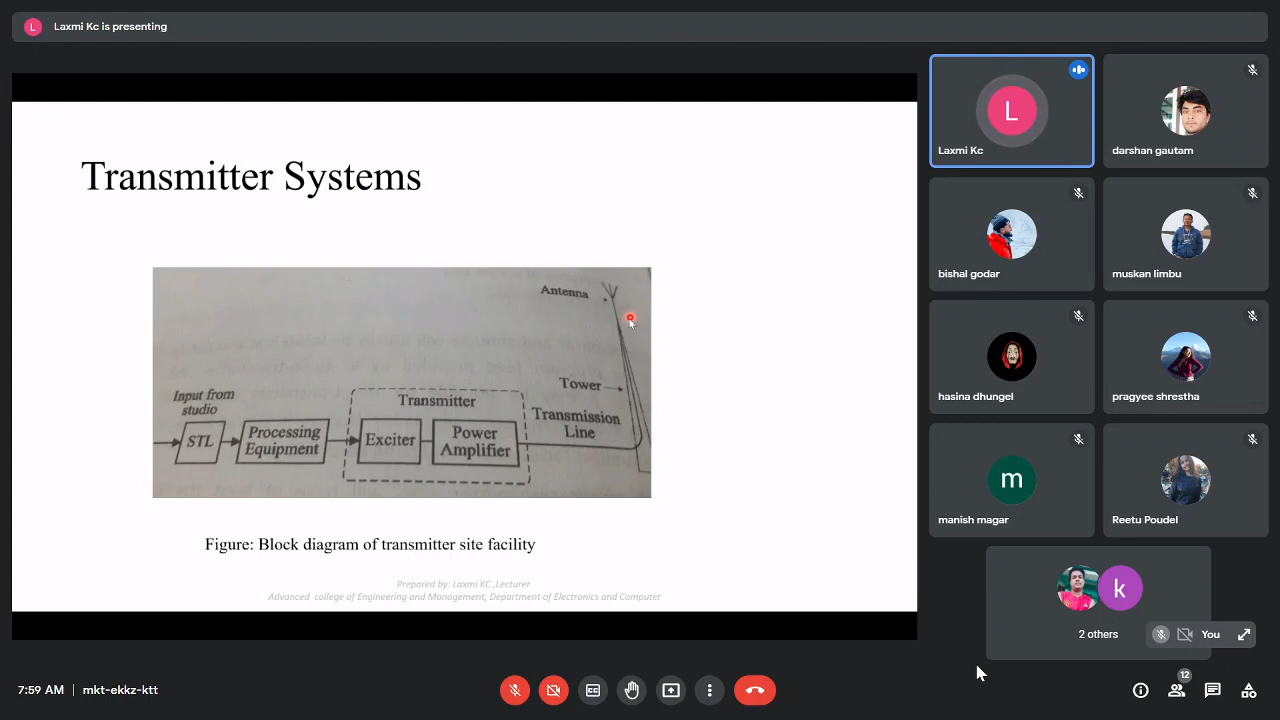 L Laxmi Kc is presenting
Transmitter Systems
Antenna
Tower
Input from
studio
Transmitter
Transmission
Line
STL
Processing
Equipment
Exciter
Power
Amplifier
Figure: Block diagram of transmitter site facility
Prepared by: Laxmi KC ,Lecturer
Advanced college of Engineering and Management, Department of Electronics and Computer
L
Laxmi Kc
darshan gautam
bishal godar
muskan limbu
hasina dhungel
pragyee shrestha
m
manish magar
Reetu Poudel
k
2 others
You
7:59 AM | mkt-ekkz-ktt
CC
12